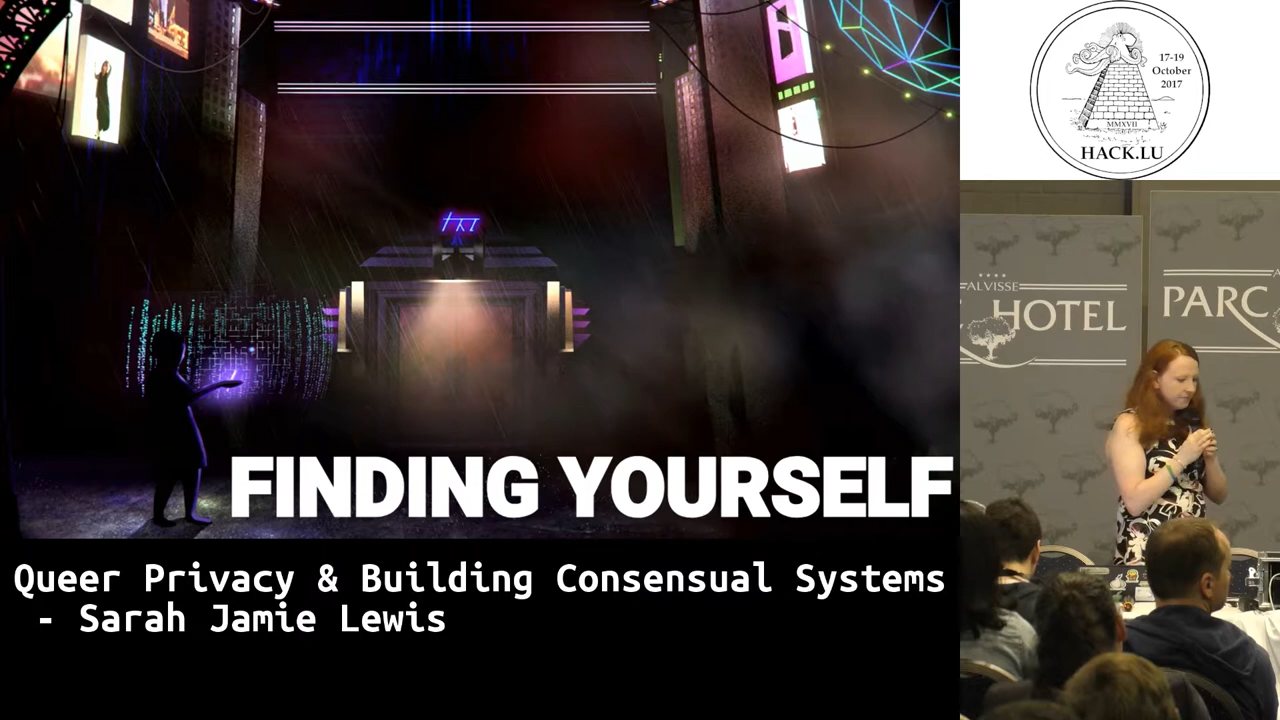 FINDING YOURSELF
Queer Privacy & Building Consensual Systems
- Sarah Jamie Lewis
17-19
October
2017
MMXVII
HACK.LU
ALVISSE
HOTEL
PARC